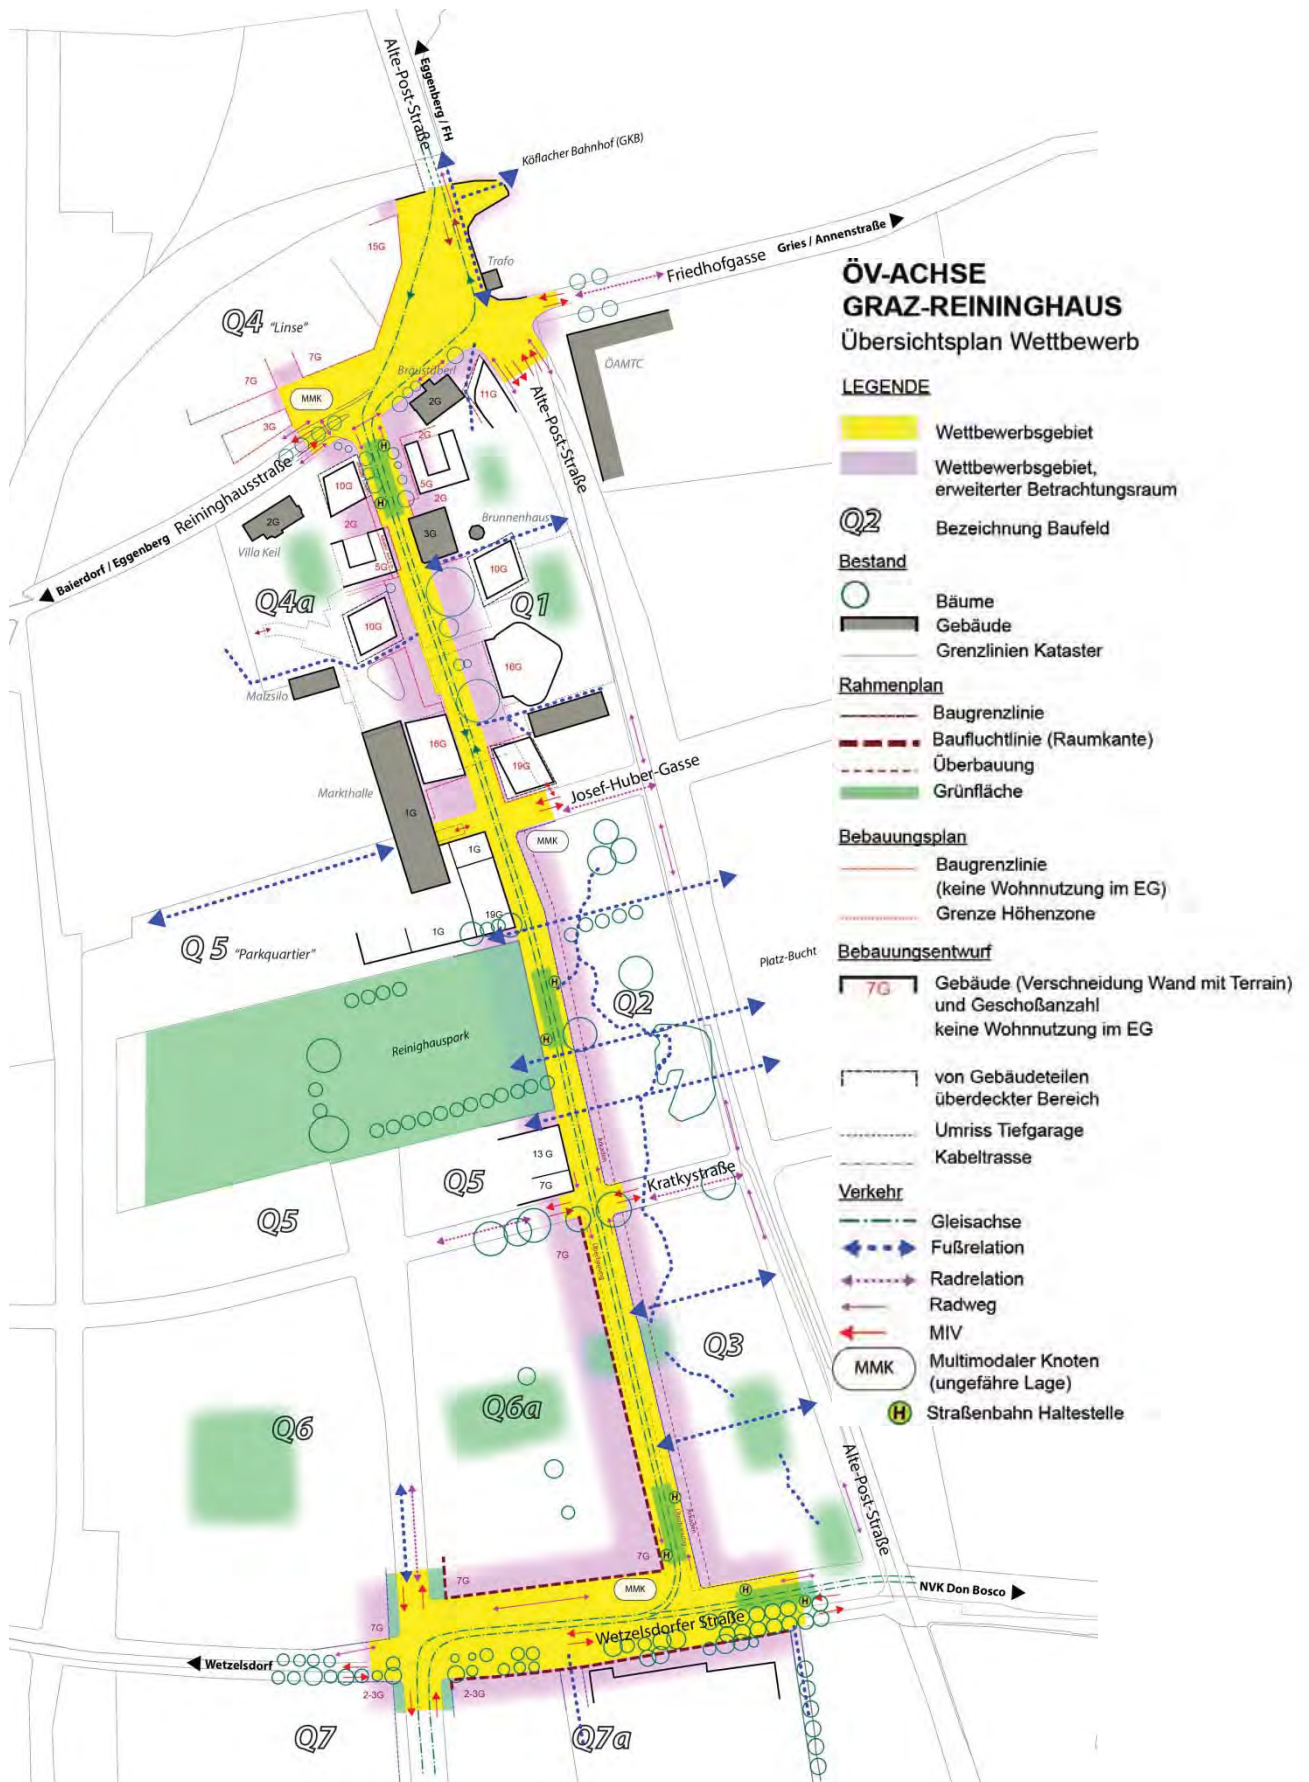 Alte-Post-Straße
Eggenberg / FH
Köflacher Bahnhof (GKB)
15G
Trafo
Friedhofgasse
Gries / Annenstraße
Q4 "Linse"
7G
7G
Braustüberl
ÖAMTC
MMK
2G
11G
3G
H
2G
Alte-Post-Straße
Reininghausstraße
10G
5G
2G
H
2G
2G
3G
Brunnenhaus
Villa Keil
5G
10G
Baierdorf / Eggenberg
Q4a
Q1
10G
16G
Malzsilo
16G
19G
Josef-Huber-Gasse
Markthalle
1G
MMK
1G
19G
1G
Q 5 "Parkquartier"
Platz-Bucht
H
Q2
H
Reinighauspark
Arkaden
13 G
Q5
7G
Kratkystraße
Q5
7G
Überbauung
Q3
Q6a
Q6
Alte-Post-Straße
H
Arkaden
Überbauung
7G
H
7G
MMK
H
NVK Don Bosco
H
7G
Wetzelsdorfer Straße
Wetzelsdorf
2-3G
2-3G
Q7
Q7a
ÖV-ACHSE
GRAZ-REININGHAUS
Übersichtsplan Wettbewerb
LEGENDE
Wettbewerbsgebiet
Wettbewerbsgebiet,
erweiterter Betrachtungsraum
Q2 Bezeichnung Baufeld
Bestand
Bäume
Gebäude
Grenzlinien Kataster
Rahmenplan
Baugrenzlinie
Baufluchtlinie (Raumkante)
Überbauung
Grünfläche
Bebauungsplan
Baugrenzlinie
(keine Wohnnutzung im EG)
Grenze Höhenzone
Bebauungsentwurf
7G Gebäude (Verschneidung Wand mit Terrain)
und Geschoßanzahl
keine Wohnnutzung im EG
von Gebäudeteilen
überdeckter Bereich
Umriss Tiefgarage
Kabeltrasse
Verkehr
Gleisachse
Fußrelation
Radrelation
Radweg
MIV
MMK Multimodaler Knoten
(ungefähre Lage)
H Straßenbahn Haltestelle